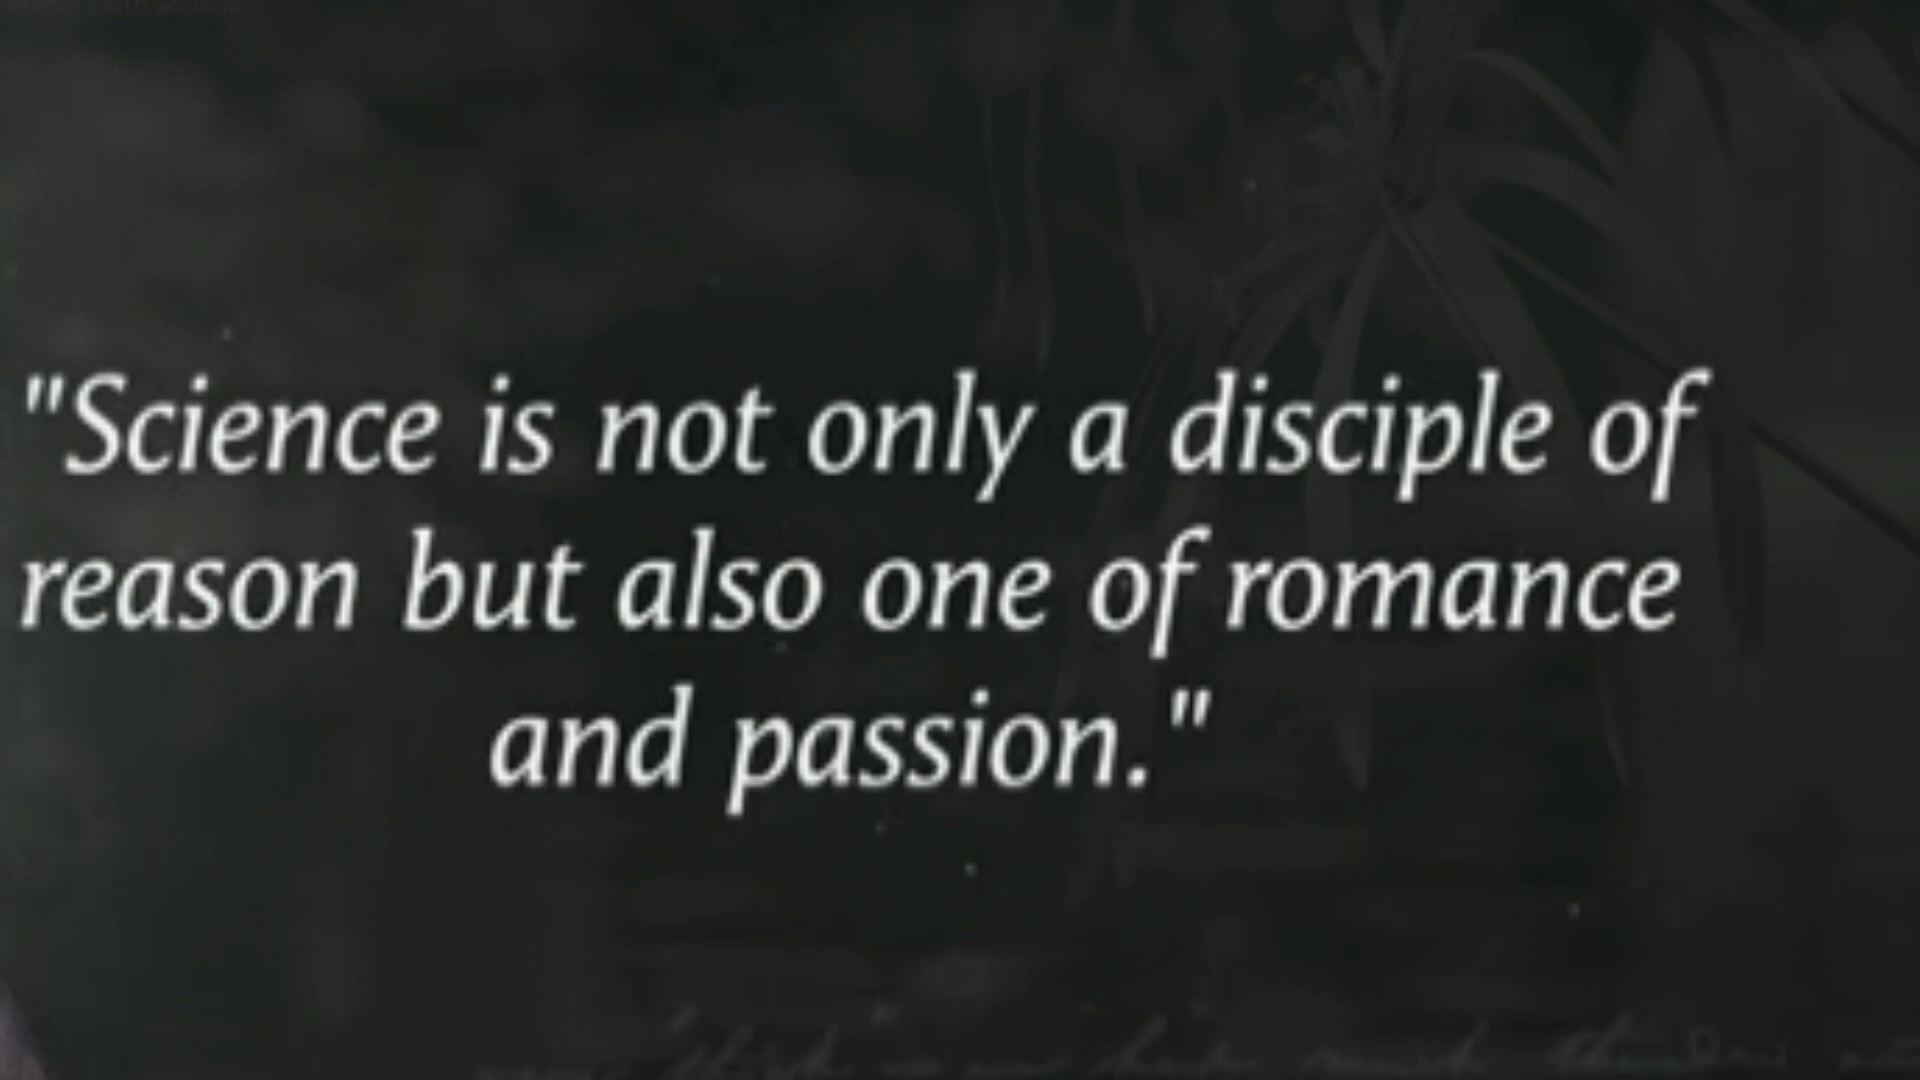 "Science is not only a disciple of
reason but also one of romance
and passion."